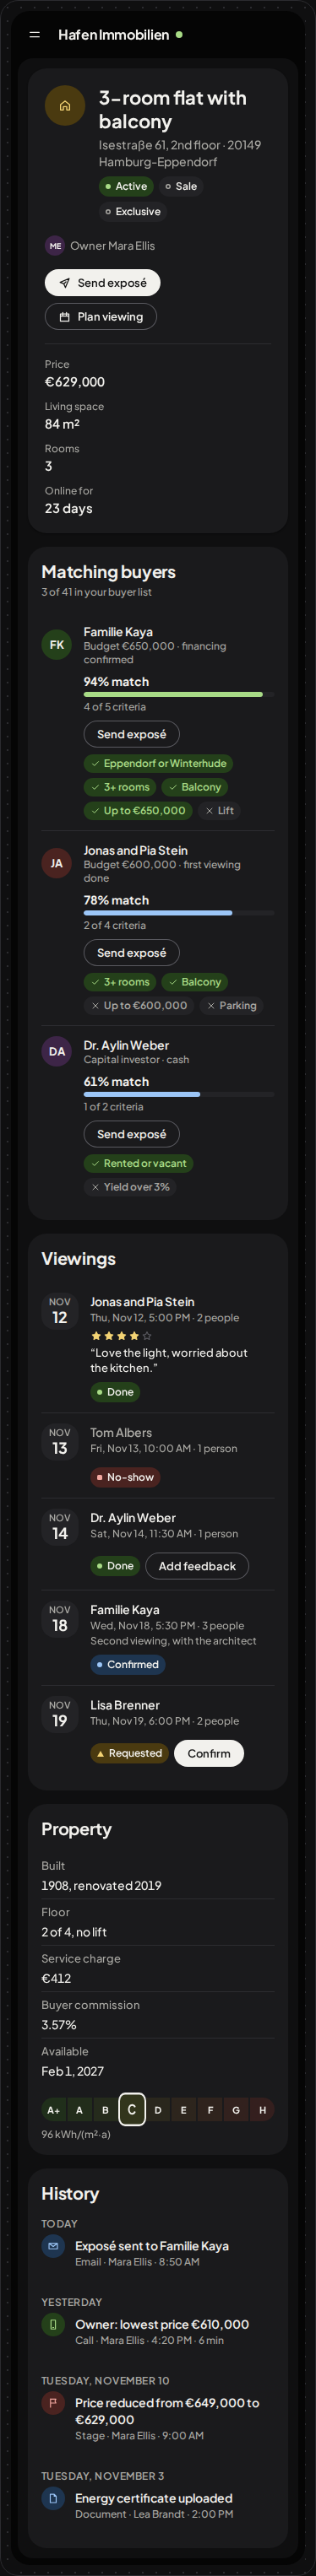 Hafen Immobilien
3-room flat with
balcony
Isestraße 61, 2nd floor · 20149
Hamburg-Eppendorf
Active
Sale
Exclusive
ME
Owner Mara Ellis
Send exposé
Plan viewing
Price
€629,000
Living space
84 m²
Rooms
3
Online for
23 days
Matching buyers
3 of 41 in your buyer list
FK
Familie Kaya
Budget €650,000 · financing
confirmed
94% match
4 of 5 criteria
Send exposé
Eppendorf or Winterhude
3+ rooms
Balcony
Up to €650,000
Lift
JA
Jonas and Pia Stein
Budget €600,000 · first viewing
done
78% match
2 of 4 criteria
Send exposé
3+ rooms
Balcony
Up to €600,000
Parking
DA
Dr. Aylin Weber
Capital investor · cash
61% match
1 of 2 criteria
Send exposé
Rented or vacant
Yield over 3%
Viewings
NOV
12
Jonas and Pia Stein
Thu, Nov 12, 5:00 PM · 2 people
“Love the light, worried about
the kitchen.”
Done
NOV
13
Tom Albers
Fri, Nov 13, 10:00 AM · 1 person
No-show
NOV
14
Dr. Aylin Weber
Sat, Nov 14, 11:30 AM · 1 person
Done
Add feedback
NOV
18
Familie Kaya
Wed, Nov 18, 5:30 PM · 3 people
Second viewing, with the architect
Confirmed
NOV
19
Lisa Brenner
Thu, Nov 19, 6:00 PM · 2 people
Requested
Confirm
Property
Built
1908, renovated 2019
Floor
2 of 4, no lift
Service charge
€412
Buyer commission
3.57%
Available
Feb 1, 2027
A+ A B C D E F G H
96 kWh/(m²·a)
History
TODAY
Exposé sent to Familie Kaya
Email · Mara Ellis · 8:50 AM
YESTERDAY
Owner: lowest price €610,000
Call · Mara Ellis · 4:20 PM · 6 min
TUESDAY, NOVEMBER 10
Price reduced from €649,000 to
€629,000
Stage · Mara Ellis · 9:00 AM
TUESDAY, NOVEMBER 3
Energy certificate uploaded
Document · Lea Brandt · 2:00 PM